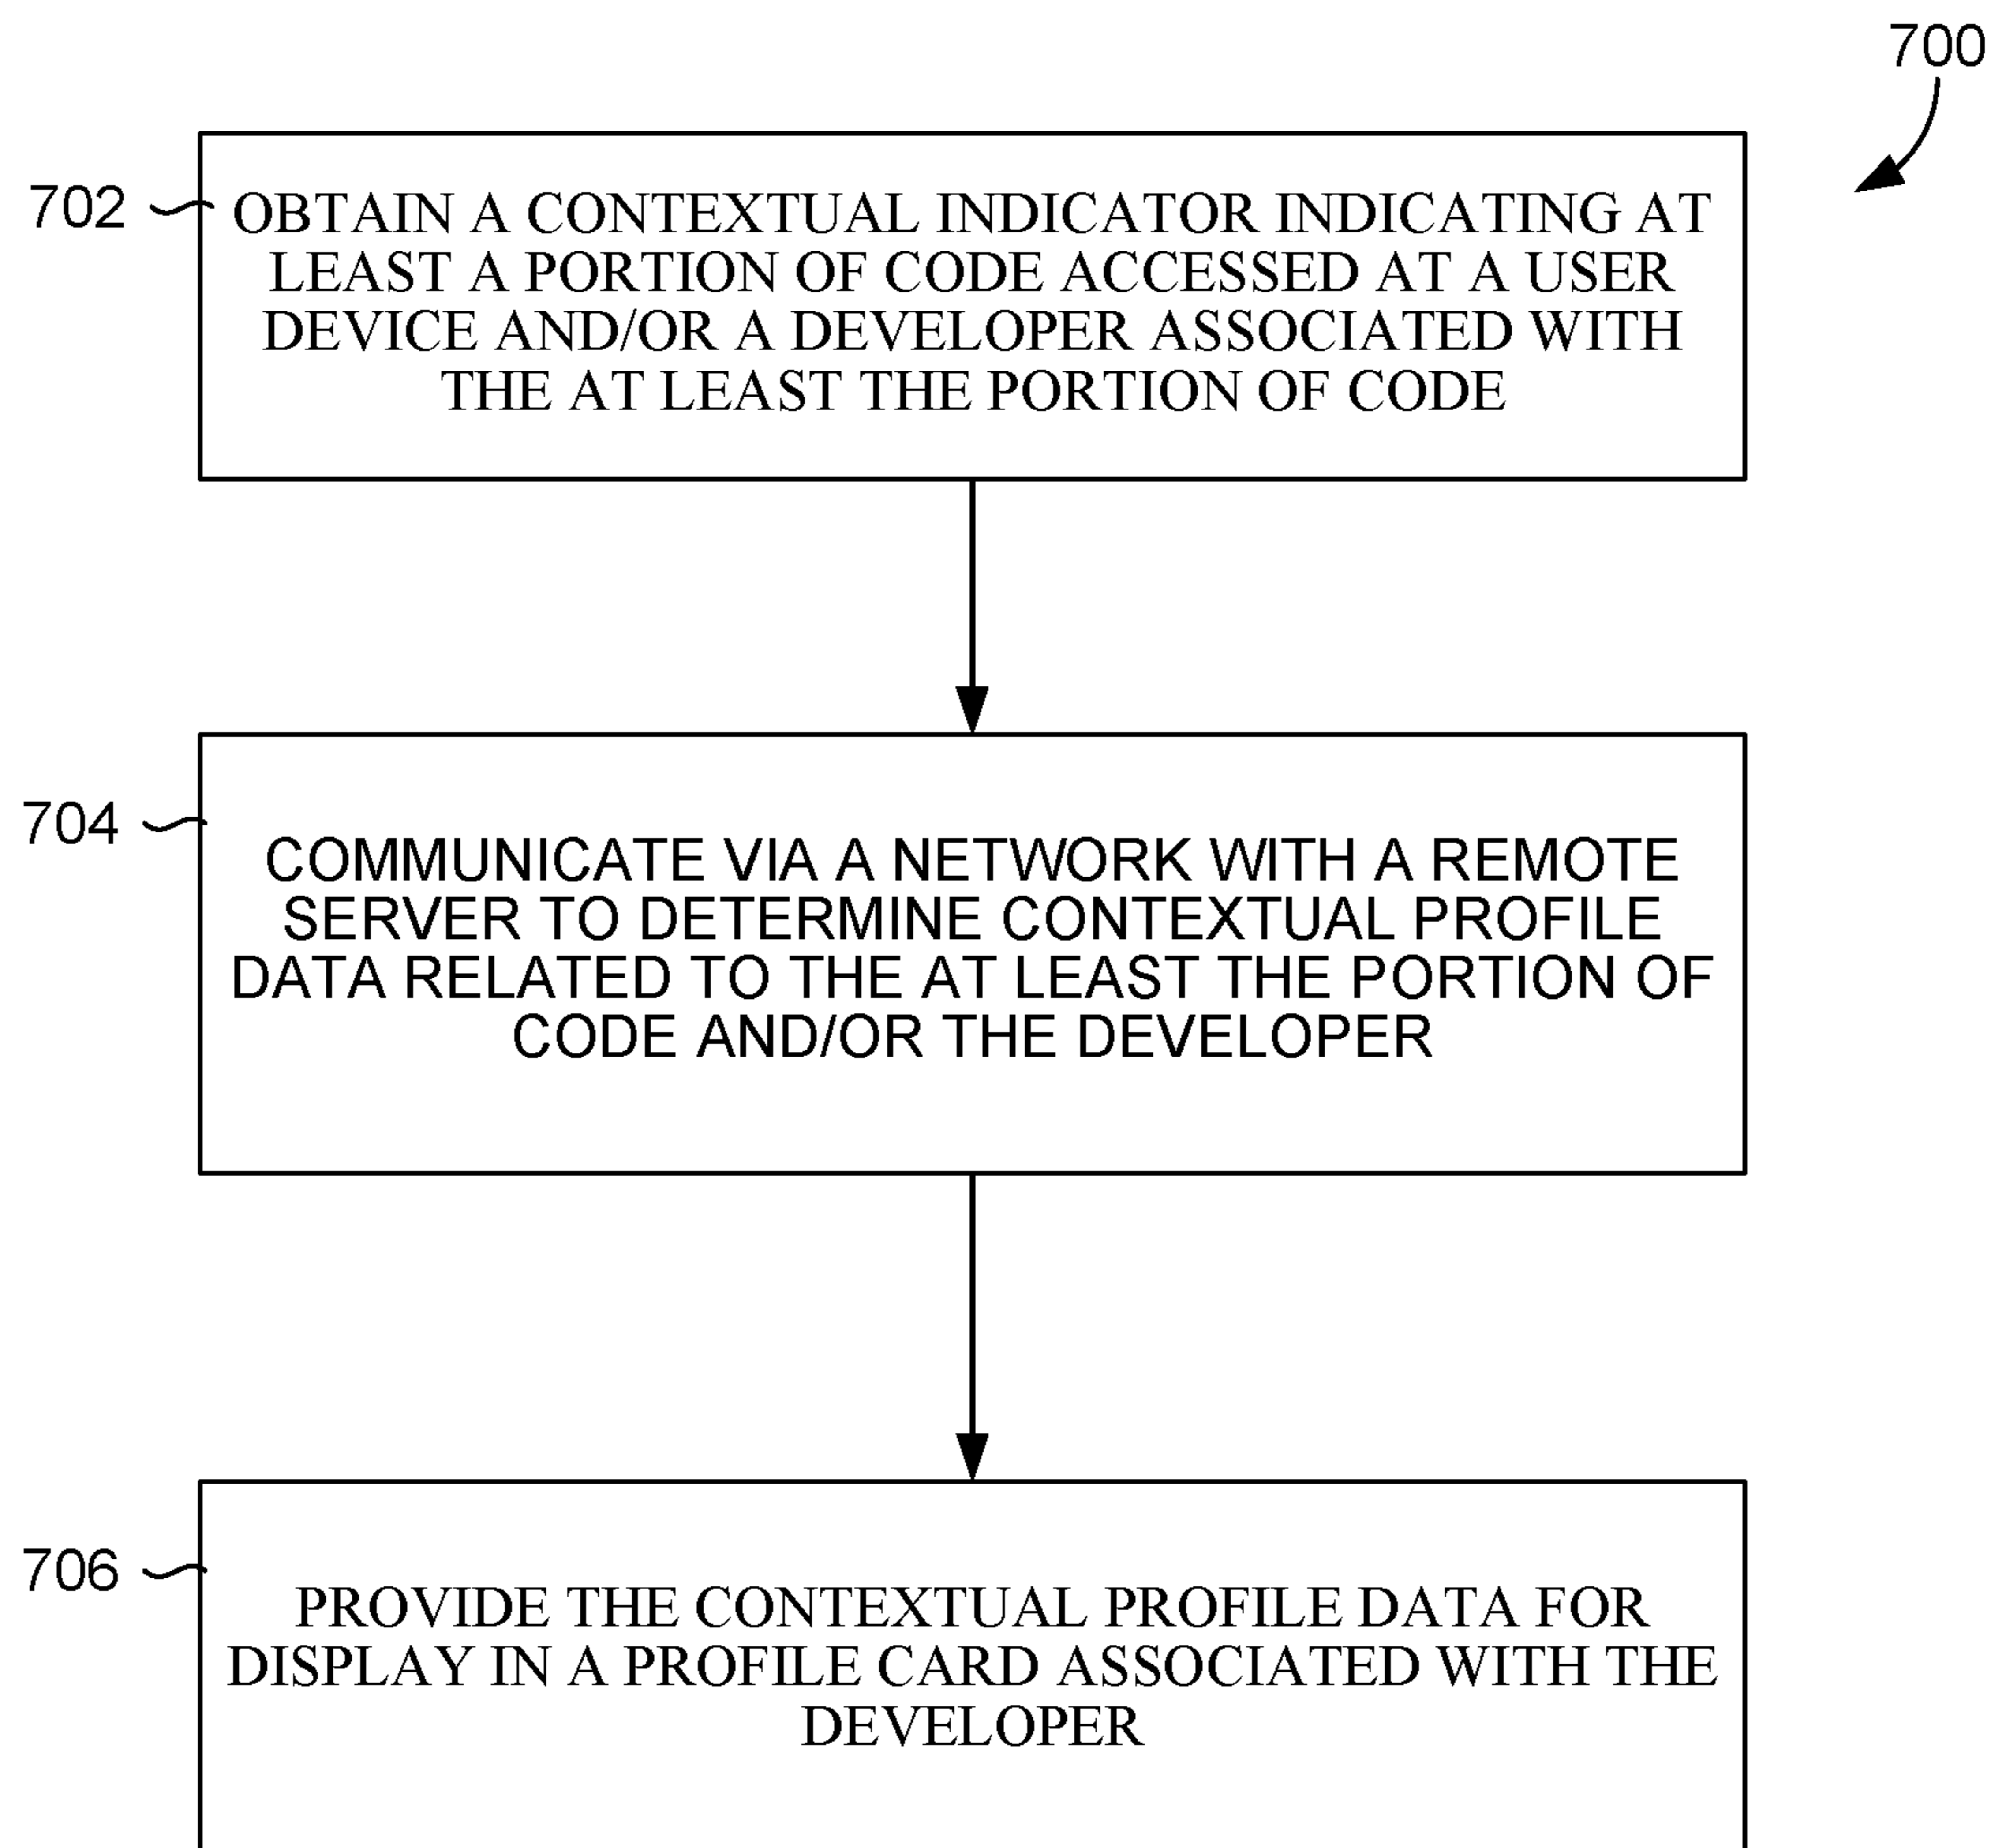 700
702
OBTAIN A CONTEXTUAL INDICATOR INDICATING AT
LEAST A PORTION OF CODE ACCESSED AT A USER
DEVICE AND/OR A DEVELOPER ASSOCIATED WITH
THE AT LEAST THE PORTION OF CODE
704
COMMUNICATE VIA A NETWORK WITH A REMOTE
SERVER TO DETERMINE CONTEXTUAL PROFILE
DATA RELATED TO THE AT LEAST THE PORTION OF
CODE AND/OR THE DEVELOPER
706
PROVIDE THE CONTEXTUAL PROFILE DATA FOR
DISPLAY IN A PROFILE CARD ASSOCIATED WITH THE
DEVELOPER